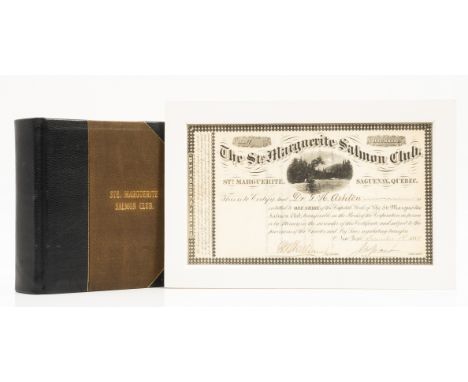 STE. MARGUERITE
SALMON CLUB.
The Ste. Marguerite Salmon Club.
STE. MARGUERITE,
SAGUENAY, QUEBEC.
This is to Certify that Dr. Ashton
entitled to ONE SHARE of the Capital Stock of The Ste Marguerite
Salmon Club, transferable on the Books of the Corporation in person
or by attorney on the surrender of this Certificate and subject to the
provisions of the Charter and By Laws regulating transfers.
New York